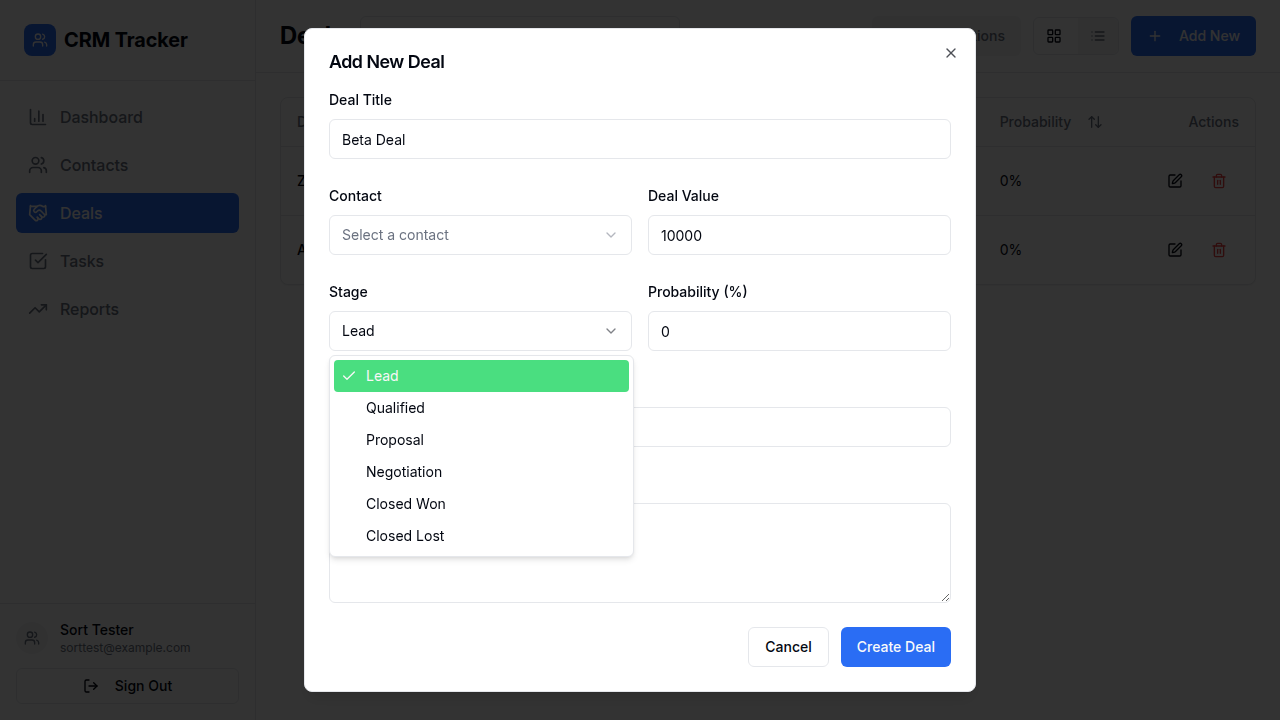 CRM Tracker
Dashboard
Contacts
Deals
Tasks
Reports
Sort Tester
sorttest@example.com
Sign Out
Add New
Probability
Actions
0%
0%
Add New Deal
Deal Title
Beta Deal
Contact
Deal Value
Select a contact
10000
Stage
Probability (%)
Lead
0
Lead
Qualified
Proposal
Negotiation
Closed Won
Closed Lost
Cancel
Create Deal